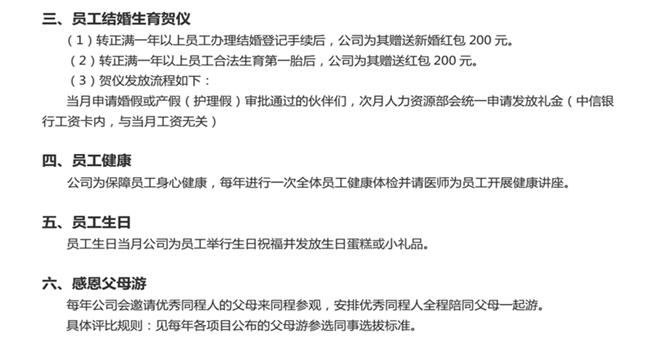 三、员工结婚生育贺仪
（1）转正满一年以上员工办理结婚登记手续后，公司为其赠送新婚红包 200 元。
（2）转正满一年以上员工合法生育第一胎后，公司为其赠送红包 200 元。
（3）贺仪发放流程如下：
当月申请婚假或产假（护理假）审批通过的伙伴们，次月人力资源部会统一申请发放礼金（中信银
行工资卡内，与当月工资无关）
四、员工健康
公司为保障员工身心健康，每年进行一次全体员工健康体检并请医师为员工开展健康讲座。
五、员工生日
员工生日当月公司为员工举行生日祝福并发放生日蛋糕或小礼品。
六、感恩父母游
每年公司会邀请优秀同程人的父母来同程参观，安排优秀同程人全程陪同父母一起游。
具体评比规则：见每年各项目公布的父母游参选同事选拔标准。